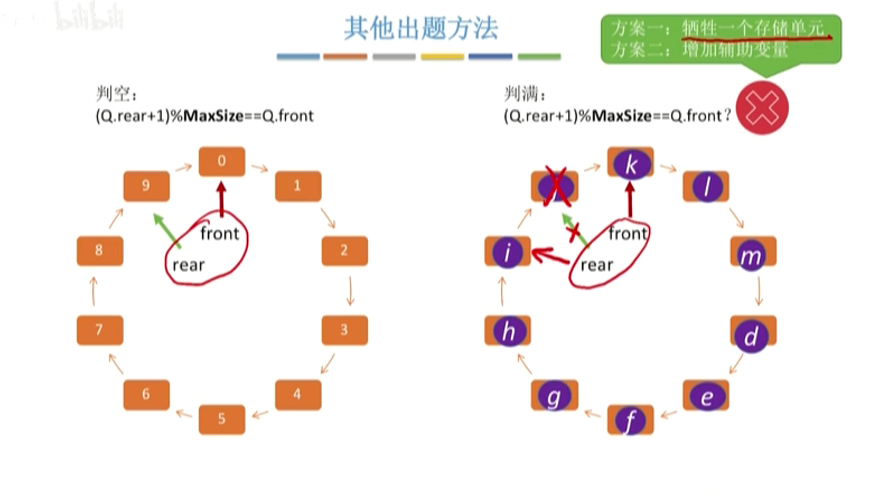 bilibili
其他出题方法
方案一：牺牲一个存储单元
方案二：增加辅助变量
判空：
(Q.rear+1)%MaxSize==Q.front
判满：
(Q.rear+1)%MaxSize==Q.front？
0
9
1
front
8
2
rear
7
3
6
4
5
k
l
front
i
m
rear
h
d
g
e
f